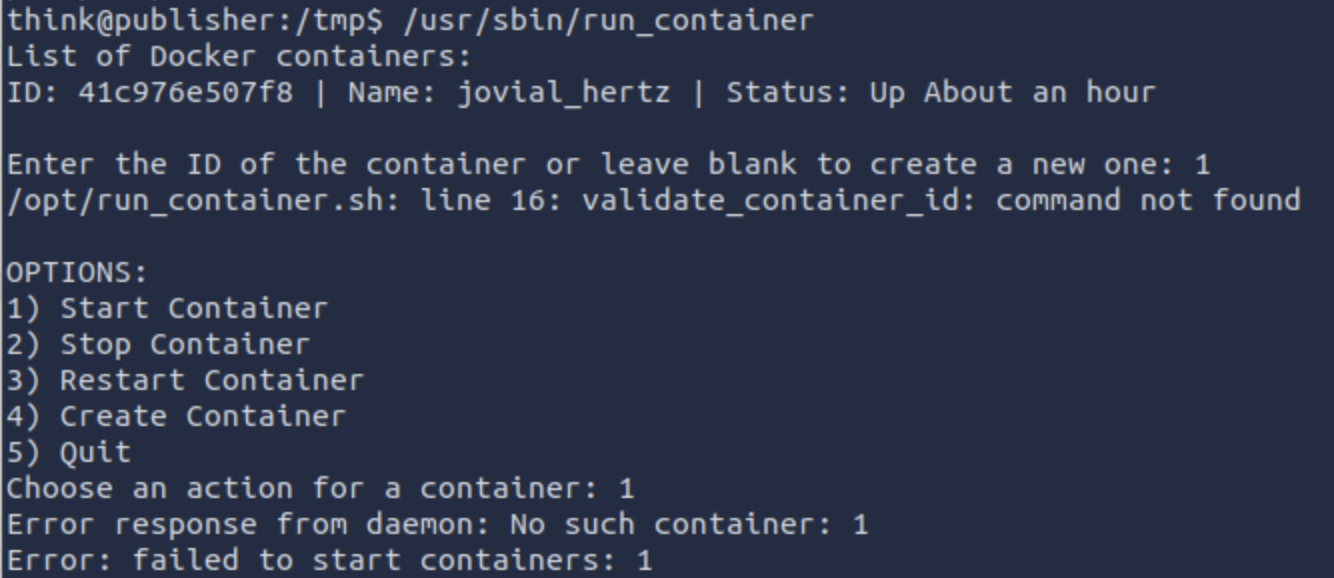 think@publisher:/tmp$ /usr/sbin/run_container
List of Docker containers:
ID: 41c976e507f8 | Name: jovial_hertz | Status: Up About an hour
Enter the ID of the container or leave blank to create a new one: 1
/opt/run_container.sh: line 16: validate_container_id: command not found
OPTIONS:
1) Start Container
2) Stop Container
3) Restart Container
4) Create Container
5) Quit
Choose an action for a container: 1
Error response from daemon: No such container: 1
Error: failed to start containers: 1